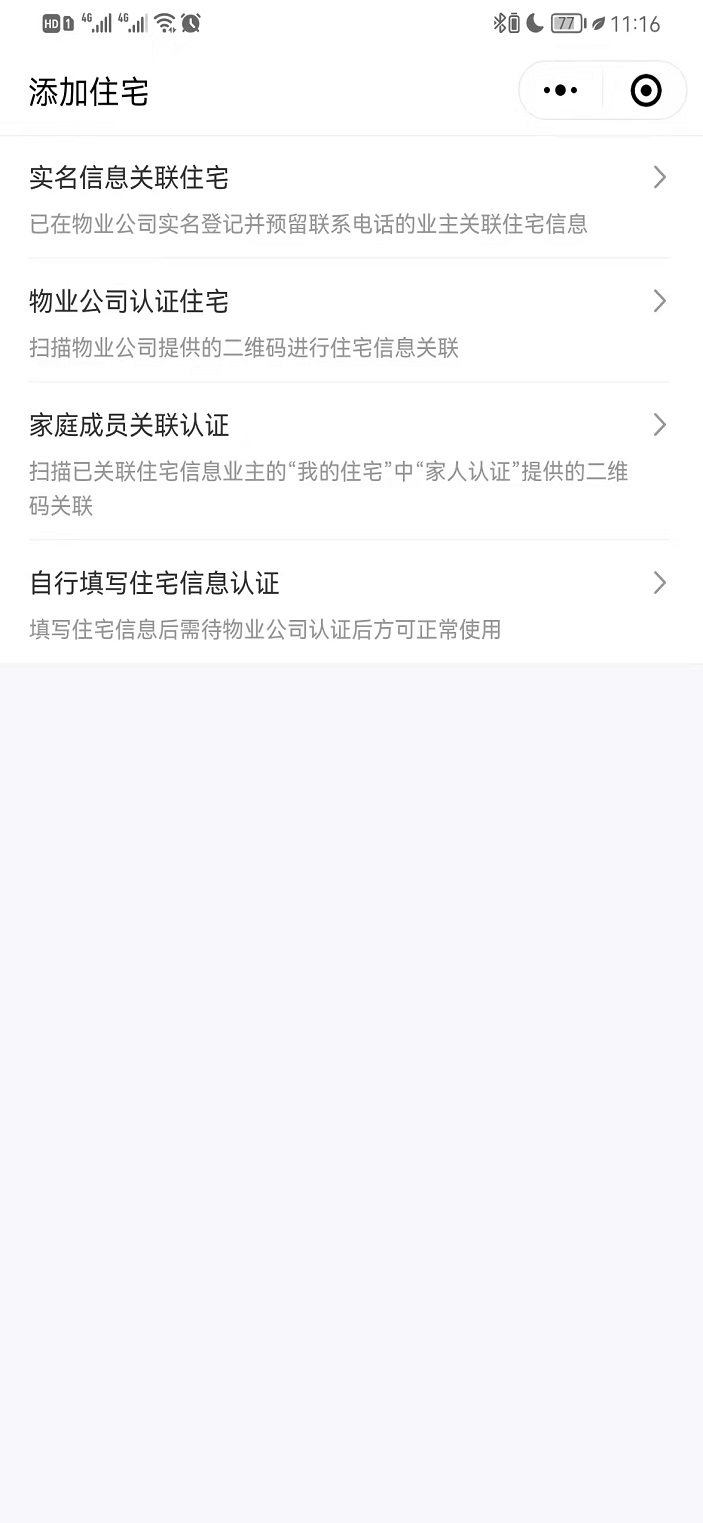 HD 1 4G 4G 77 11:16
添加住宅
实名信息关联住宅
已在物业公司实名登记并预留联系电话的业主关联住宅信息
物业公司认证住宅
扫描物业公司提供的二维码进行住宅信息关联
家庭成员关联认证
扫描已关联住宅信息业主的“我的住宅”中“家人认证”提供的二维
码关联
自行填写住宅信息认证
填写住宅信息后需待物业公司认证后方可正常使用